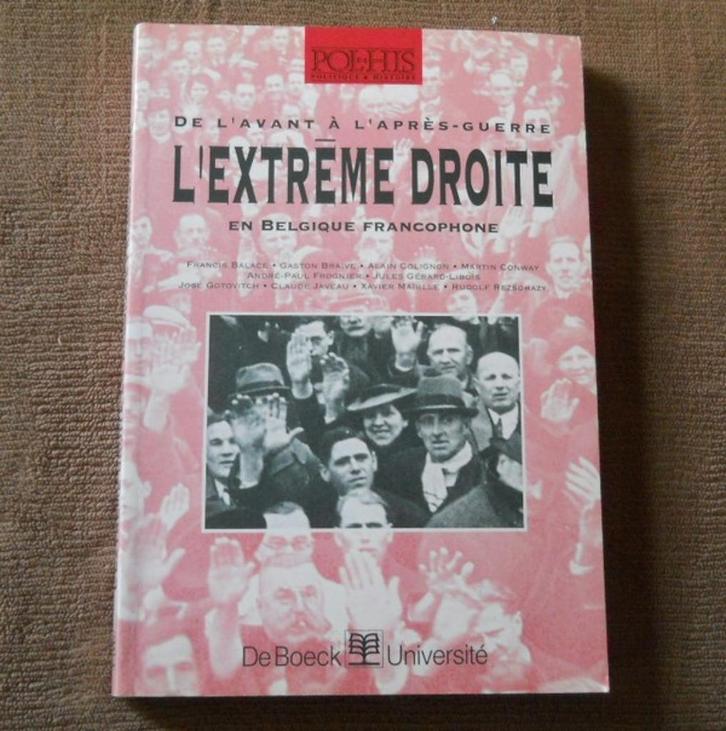 POL-HIS
POLITIQUE & HISTOIRE
DE L'AVANT À L'APRÈS-GUERRE
L'EXTRÊME DROITE
EN BELGIQUE FRANCOPHONE
FRANCIS BALACE • GASTON BRAIVE • ALAIN COLIGNON • MARTIN CONWAY
ANDRÉ-PAUL FROGNIER • JULES GÉRARD-LIBOIS
JOSÉ GOTOVITCH • CLAUDE JAVEAU • XAVIER MABILLE • RUDOLF REZSOHAZY
De Boeck Université